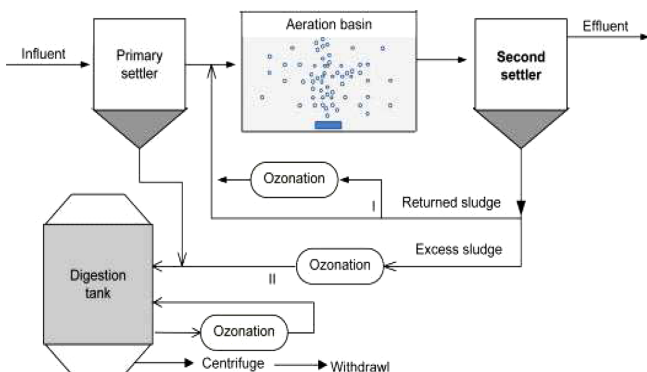 Aeration basin
Effluent
Influent
Primary
settler
Second
settler
Ozonation
I
Returned sludge
Excess sludge
Ozonation
II
Digestion
tank
Ozonation
Centrifuge
Withdrawl